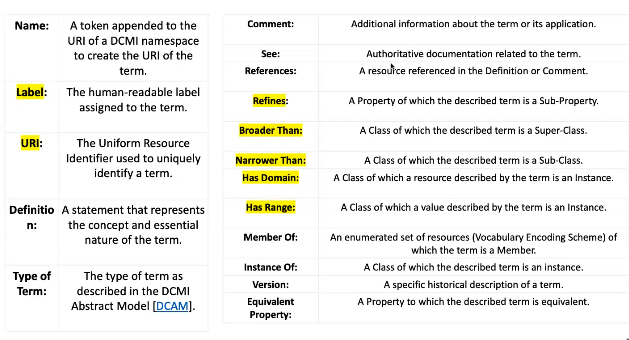 Name: A token appended to the
URI of a DCMI namespace
to create the URI of the
term.
Label: The human-readable label
assigned to the term.
URI: The Uniform Resource
Identifier used to uniquely
identify a term.
Definitio A statement that represents
n: the concept and essential
nature of the term.
Type of The type of term as
Term: described in the DCMI
Abstract Model [DCAM].
Comment: Additional information about the term or its application.
See: Authoritative documentation related to the term.
References: A resource referenced in the Definition or Comment.
Refines: A Property of which the described term is a Sub-Property.
Broader Than: A Class of which the described term is a Super-Class.
Narrower Than: A Class of which the described term is a Sub-Class.
Has Domain: A Class of which a resource described by the term is an Instance.
Has Range: A Class of which a value described by the term is an Instance.
Member Of: An enumerated set of resources (Vocabulary Encoding Scheme) of
which the term is a Member.
Instance Of: A Class of which the described term is an instance.
Version: A specific historical description of a term.
Equivalent A Property to which the described term is equivalent.
Property: